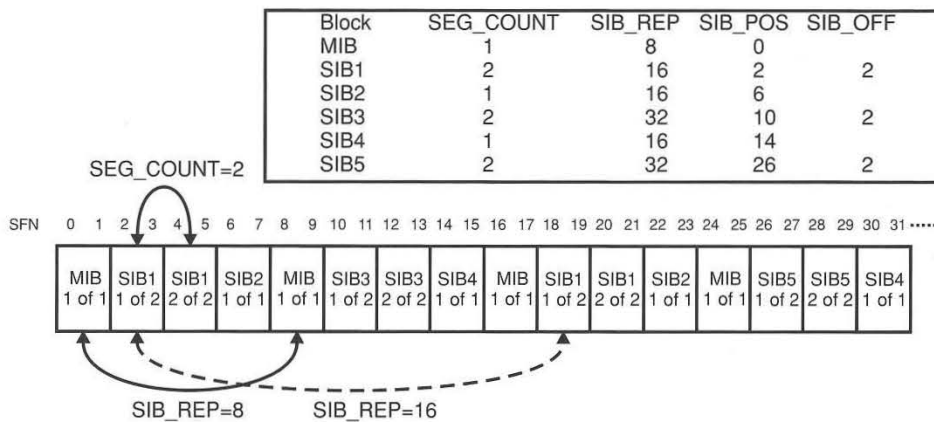 Block SEG_COUNT SIB_REP SIB_POS SIB_OFF
MIB 1 8 0
SIB1 2 16 2 2
SIB2 1 16 6
SIB3 2 32 10 2
SIB4 1 16 14
SIB5 2 32 26 2
SEG_COUNT=2
SFN 0 1 2 3 4 5 6 7 8 9 10 11 12 13 14 15 16 17 18 19 20 21 22 23 24 25 26 27 28 29 30 31 .....
MIB SIB1 SIB1 SIB2 MIB SIB3 SIB3 SIB4 MIB SIB1 SIB1 SIB2 MIB SIB5 SIB5 SIB4
1 of 1 1 of 2 2 of 2 1 of 1 1 of 1 1 of 2 2 of 2 1 of 1 1 of 1 1 of 2 2 of 2 1 of 1 1 of 1 1 of 2 2 of 2 1 of 1
SIB_REP=8 SIB_REP=16